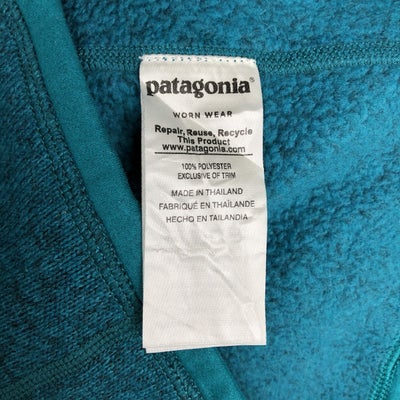 patagonia®
WORN WEAR
Repair, Reuse, Recycle
This Product
www.patagonia.com
100% POLYESTER
EXCLUSIVE OF TRIM
MADE IN THAILAND
FABRIQUÉ EN THAÏLANDE
HECHO EN TAILANDIA